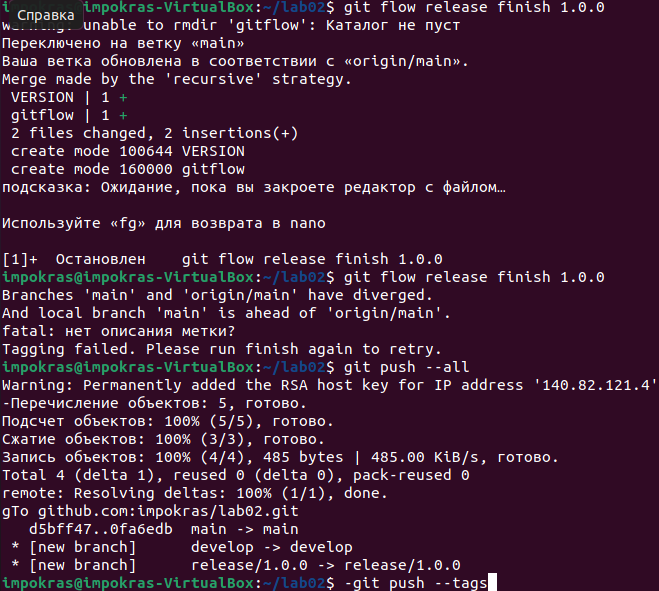 impokras@impokras-VirtualBox:~/lab02$ git flow release finish 1.0.0
Справка
unable to rmdir 'gitflow': Каталог не пуст
Переключено на ветку «main»
Ваша ветка обновлена в соответствии с «origin/main».
Merge made by the 'recursive' strategy.
VERSION | 1 +
gitflow | 1 +
2 files changed, 2 insertions(+)
create mode 100644 VERSION
create mode 160000 gitflow
подсказка: Ожидание, пока вы закроете редактор с файлом…
Используйте «fg» для возврата в nano
[1]+  Остановлен    git flow release finish 1.0.0
impokras@impokras-VirtualBox:~/lab02$ git flow release finish 1.0.0
Branches 'main' and 'origin/main' have diverged.
And local branch 'main' is ahead of 'origin/main'.
fatal: нет описания метки?
Tagging failed. Please run finish again to retry.
impokras@impokras-VirtualBox:~/lab02$ git push --all
Warning: Permanently added the RSA host key for IP address '140.82.121.4'
-Перечисление объектов: 5, готово.
Подсчет объектов: 100% (5/5), готово.
Сжатие объектов: 100% (3/3), готово.
Запись объектов: 100% (4/4), 485 bytes | 485.00 KiB/s, готово.
Total 4 (delta 1), reused 0 (delta 0), pack-reused 0
remote: Resolving deltas: 100% (1/1), done.
gTo github.com:impokras/lab02.git
d5bff47..0fa6edb  main -> main
* [new branch]      develop -> develop
* [new branch]      release/1.0.0 -> release/1.0.0
impokras@impokras-VirtualBox:~/lab02$ -git push --tags